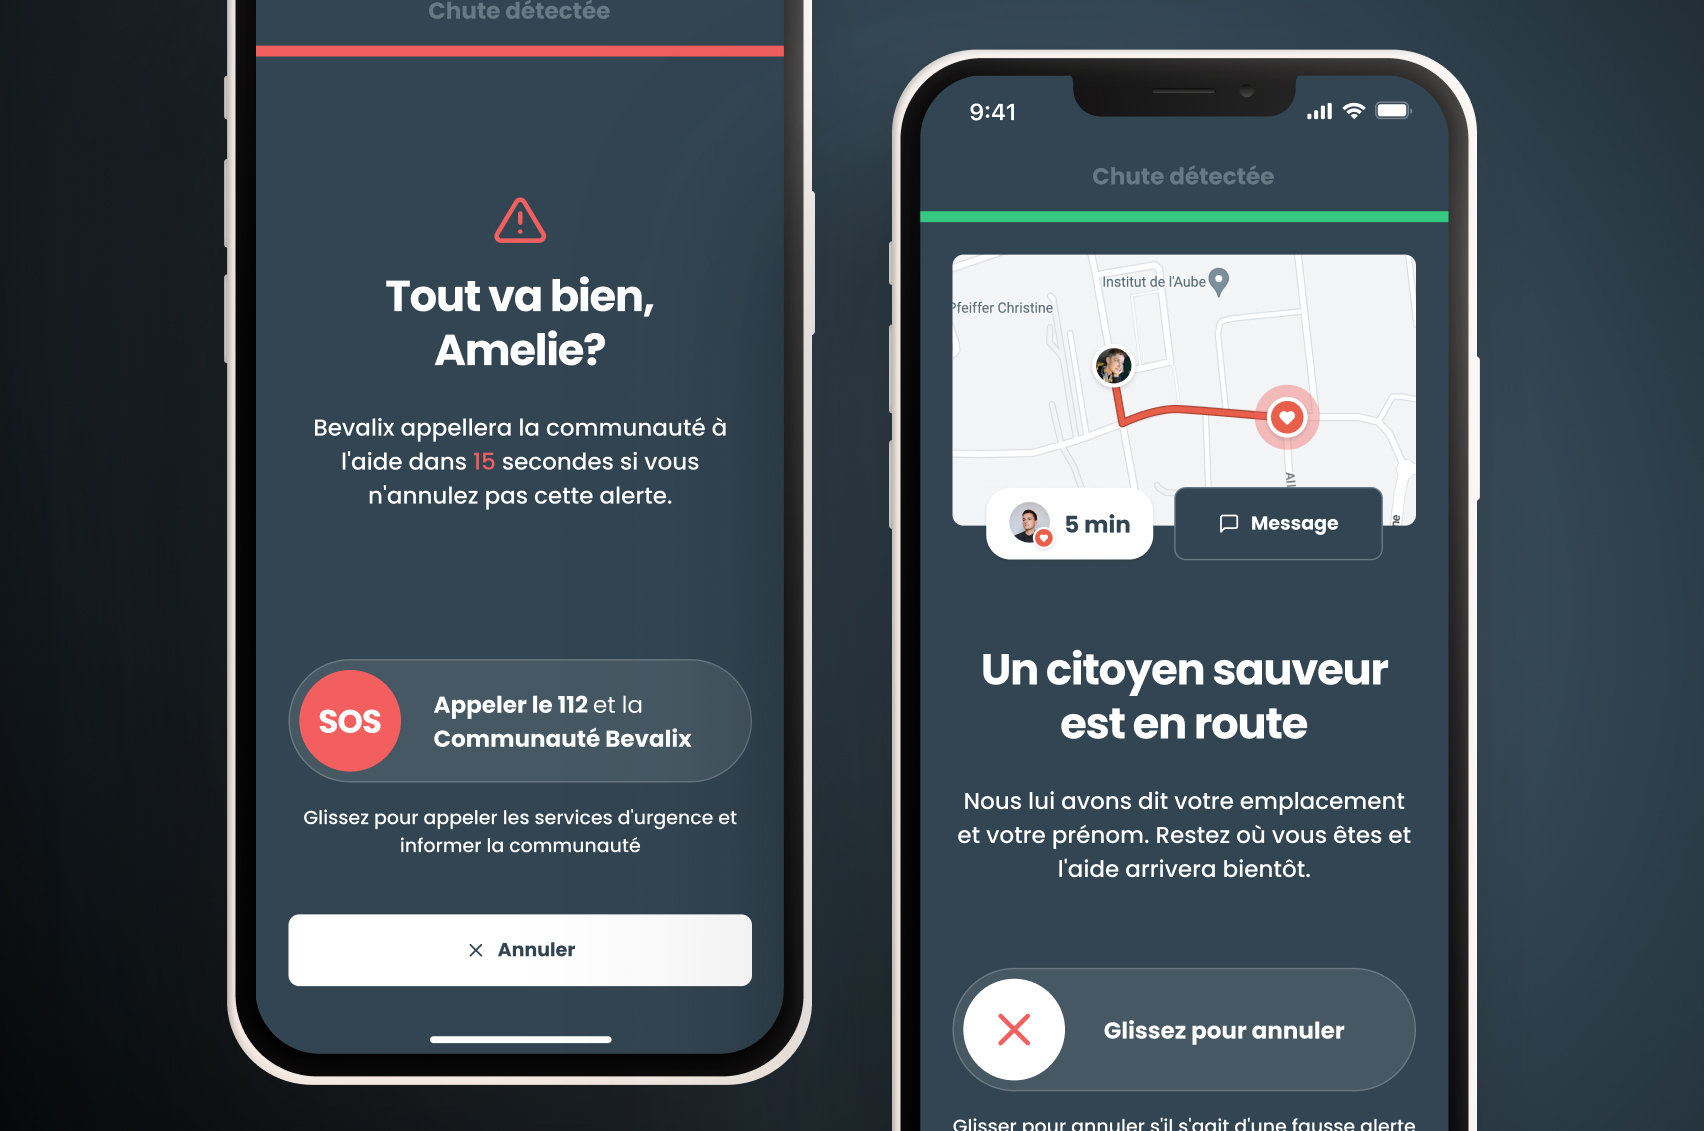 Chute détectée
Tout va bien,
Amelie?
Bevalix appellera la communauté à
l'aide dans 15 secondes si vous
n'annulez pas cette alerte.
SOS
Appeler le 112 et la
Communauté Bevalix
Glissez pour appeler les services d'urgence et
informer la communauté
Annuler
9:41
Chute détectée
Institut de l'Aube
Pfeiffer Christine
All
ne
5 min
Message
Un citoyen sauveur
est en route
Nous lui avons dit votre emplacement
et votre prénom. Restez où vous êtes et
l'aide arrivera bientôt.
Glissez pour annuler
Glisser pour annuler s'il s'agit d'une fausse alerte